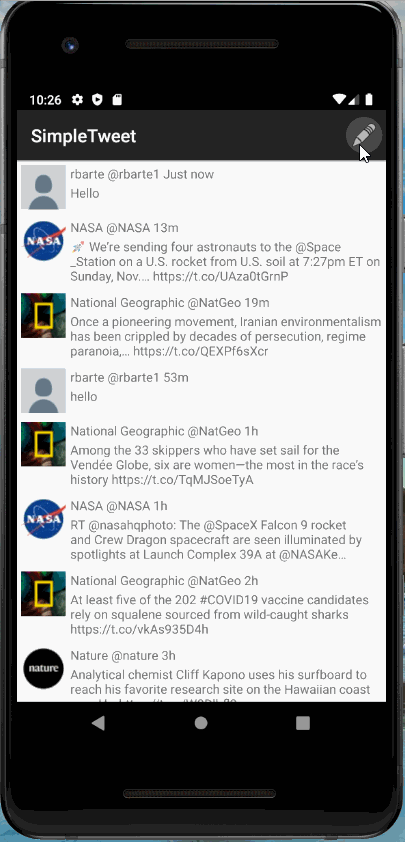 10:26
SimpleTweet
rbarte @rbarte1 Just now
Hello
NASA
NASA @NASA 13m
🚀 We're sending four astronauts to the @Space
_Station on a U.S. rocket from U.S. soil at 7:27pm ET on
Sunday, Nov.… https://t.co/UAza0tGrnP
National Geographic @NatGeo 19m
Once a pioneering movement, Iranian environmentalism
has been crippled by decades of persecution, regime
paranoia,… https://t.co/QEXPf6sXcr
rbarte @rbarte1 53m
hello
National Geographic @NatGeo 1h
Among the 33 skippers who have set sail for the
Vendée Globe, six are women—the most in the race's
history https://t.co/TqMJSoeTyA
NASA
NASA @NASA 1h
RT @nasahqphoto: The @SpaceX Falcon 9 rocket
and Crew Dragon spacecraft are seen illuminated by
spotlights at Launch Complex 39A at @NASAKe…
National Geographic @NatGeo 2h
At least five of the 202 #COVID19 vaccine candidates
rely on squalene sourced from wild-caught sharks
https://t.co/vkAs935D4h
nature
Nature @nature 3h
Analytical chemist Cliff Kapono uses his surfboard to
reach his favorite research site on the Hawaiian coast